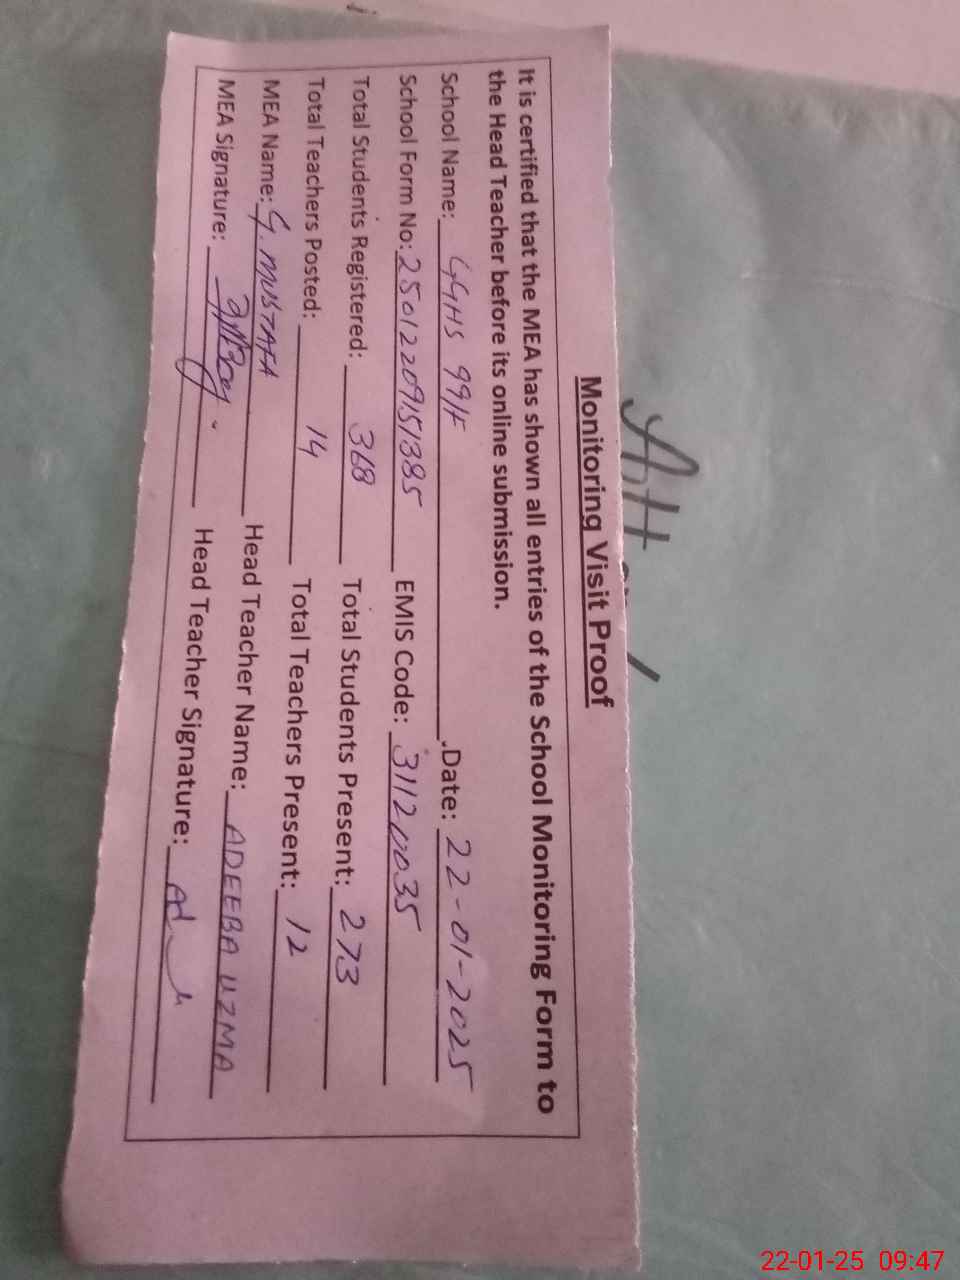 Monitoring Visit Proof
It is certified that the MEA has shown all entries of the School Monitoring Form to
the Head Teacher before its online submission.
School Name: GGHS 99/F .Date: 22-01-2025
School Form No: 25012209151385 EMIS Code: 31120035
Total Students Registered: 368 Total Students Present: 273
Total Teachers Posted: 14 Total Teachers Present: 12
MEA Name: G. MUSTAFA Head Teacher Name: ADEEBA UZMA
MEA Signature: Head Teacher Signature:
22-01-25 09:47